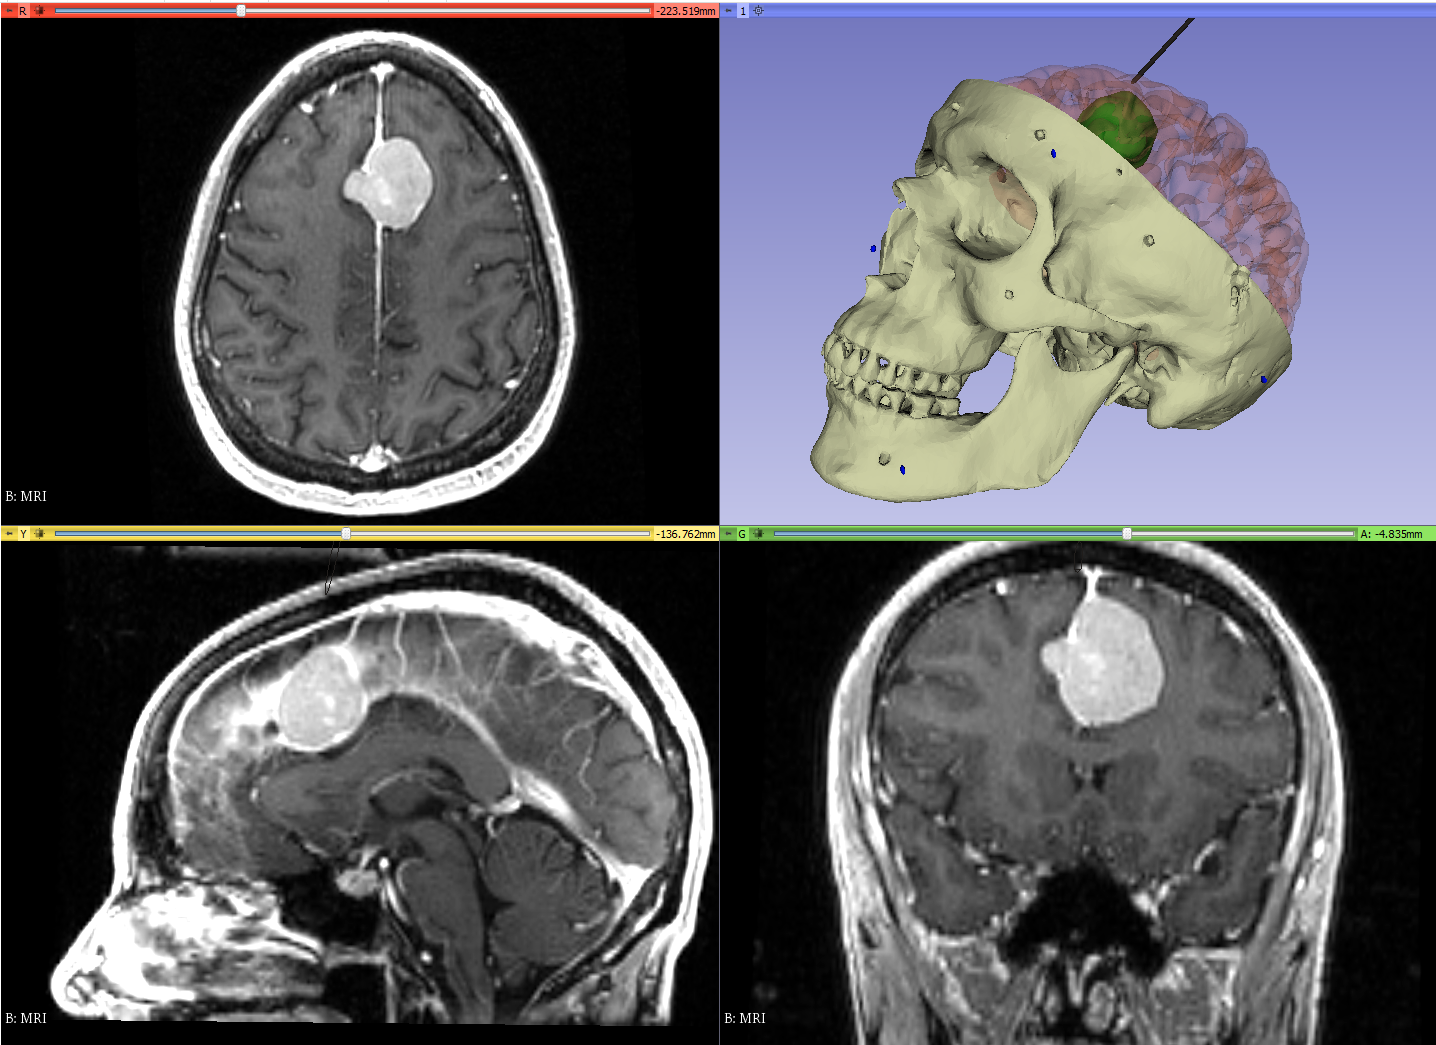 R
-223.519mm
1
B: MRI
Y
-136.762mm
G
A: -4.835mm
B: MRI
B: MRI